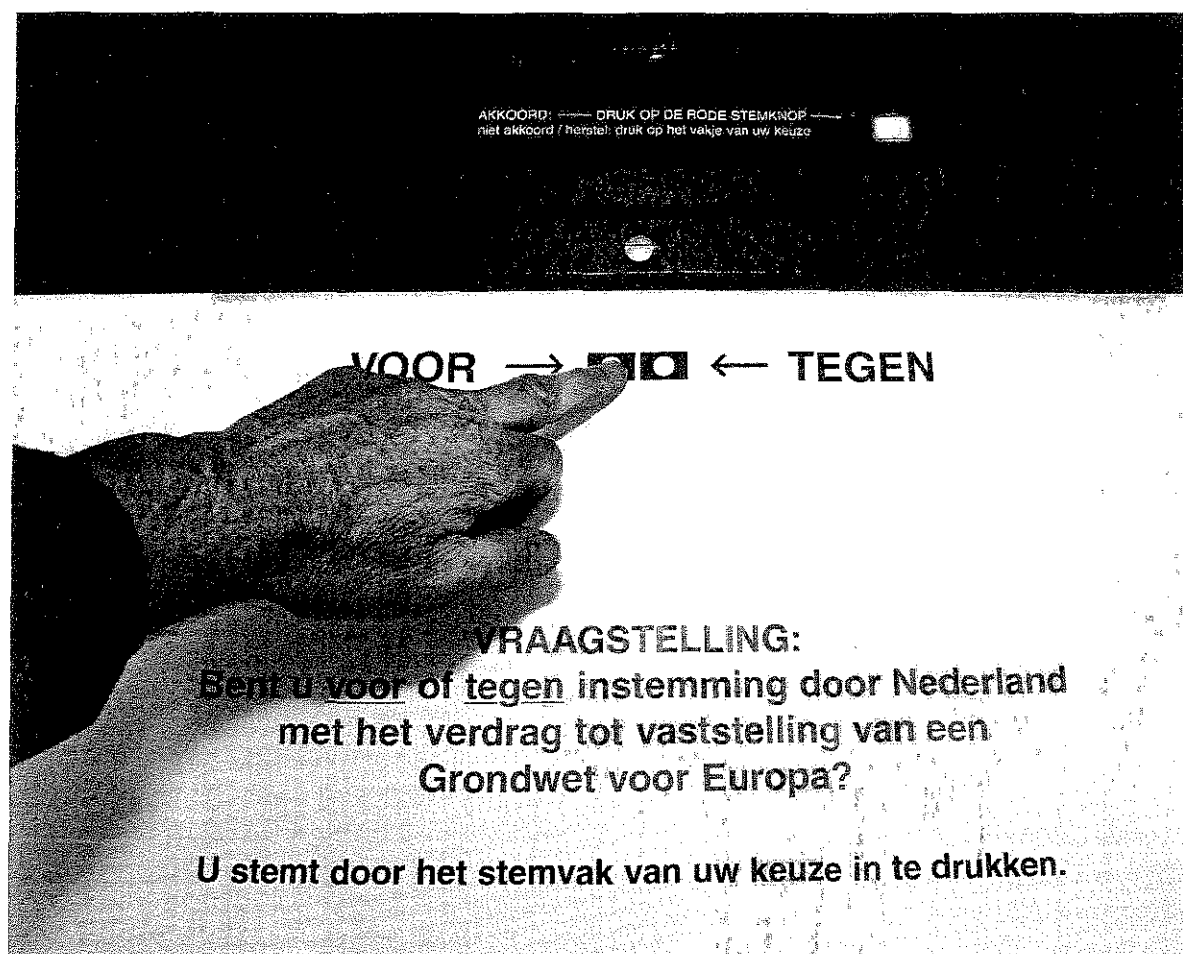 AKKOORD: —— DRUK OP DE RODE STEMKNOP ——
niet akkoord / herstel: druk op het vakje van uw keuze
VOOR → ← TEGEN
VRAAGSTELLING:
Bent u voor of tegen instemming door Nederland
met het verdrag tot vaststelling van een
Grondwet voor Europa?
U stemt door het stemvak van uw keuze in te drukken.